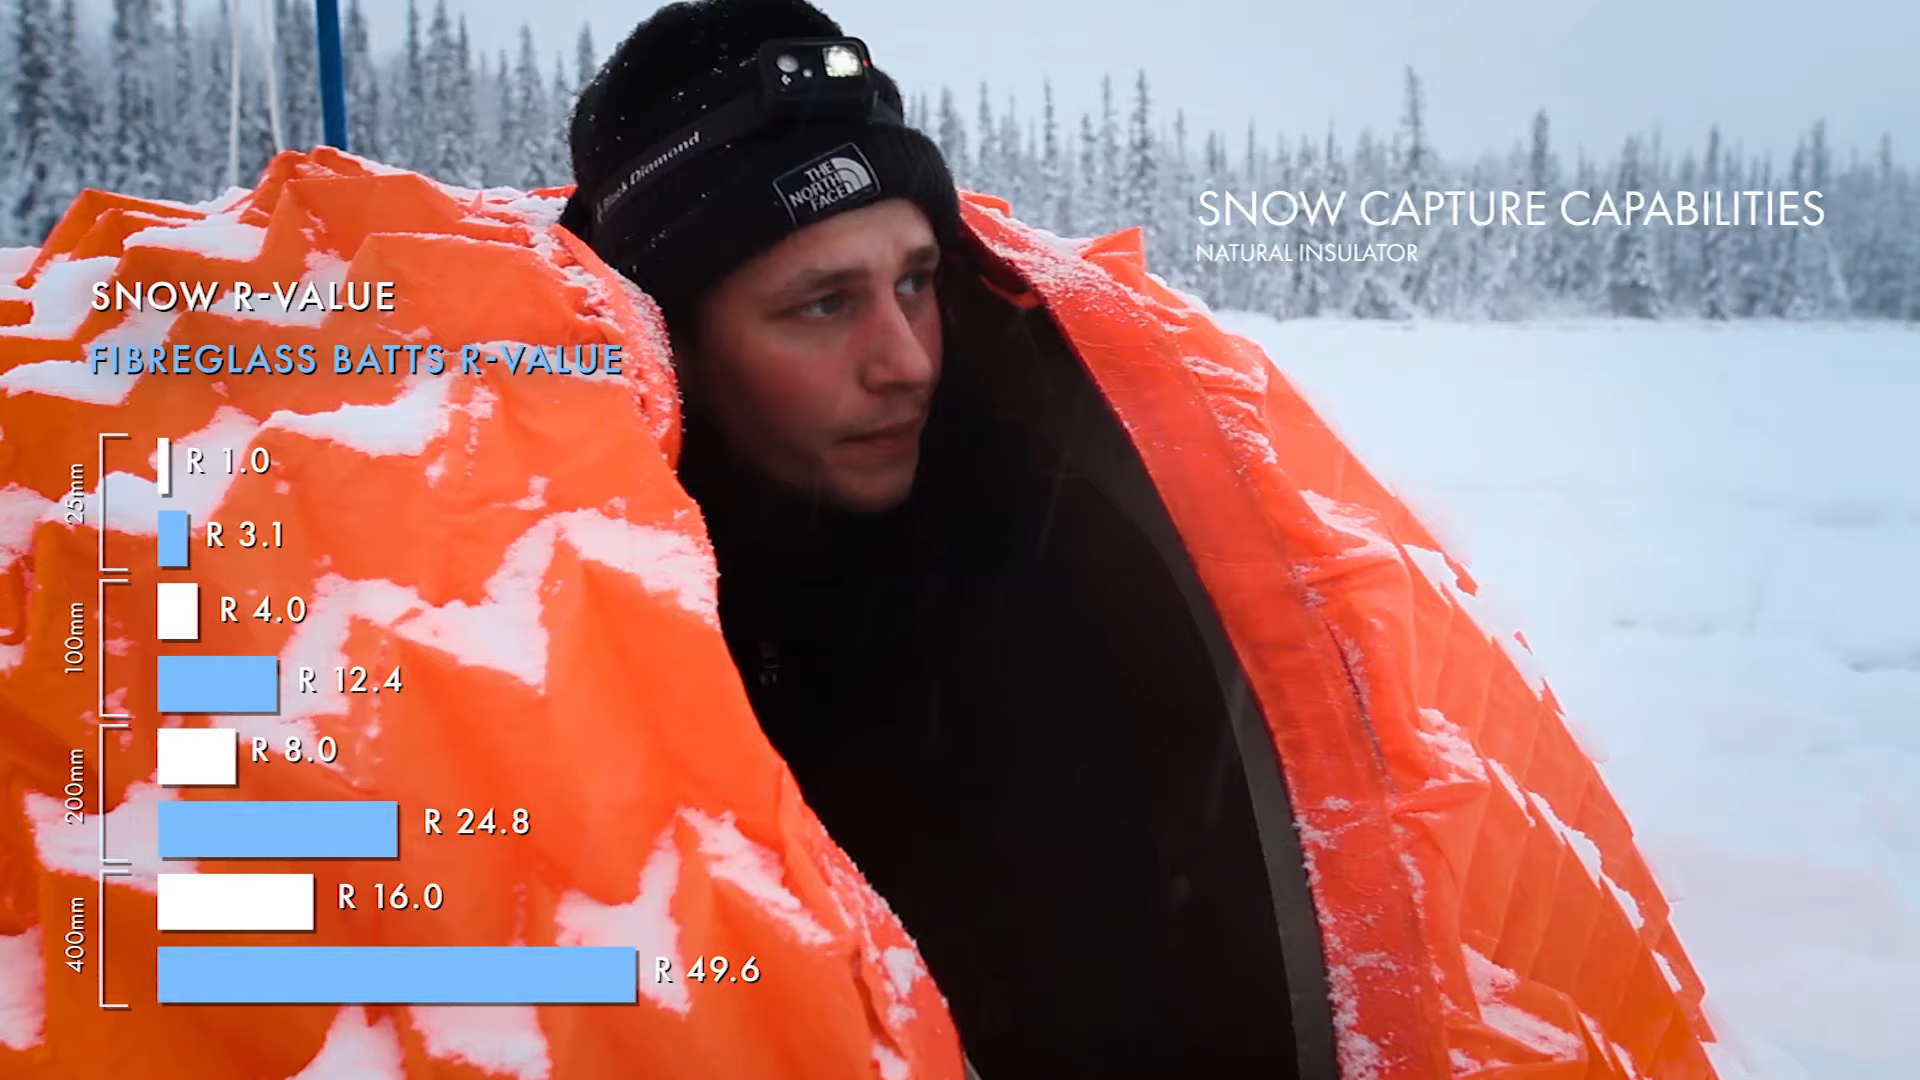 Black Diamond
THE
NORTH
FACE
SNOW CAPTURE CAPABILITIES
NATURAL INSULATOR
SNOW R-VALUE
FIBREGLASS BATTS R-VALUE
25mm
R 1.0
R 3.1
100mm
R 4.0
R 12.4
200mm
R 8.0
R 24.8
400mm
R 16.0
R 49.6